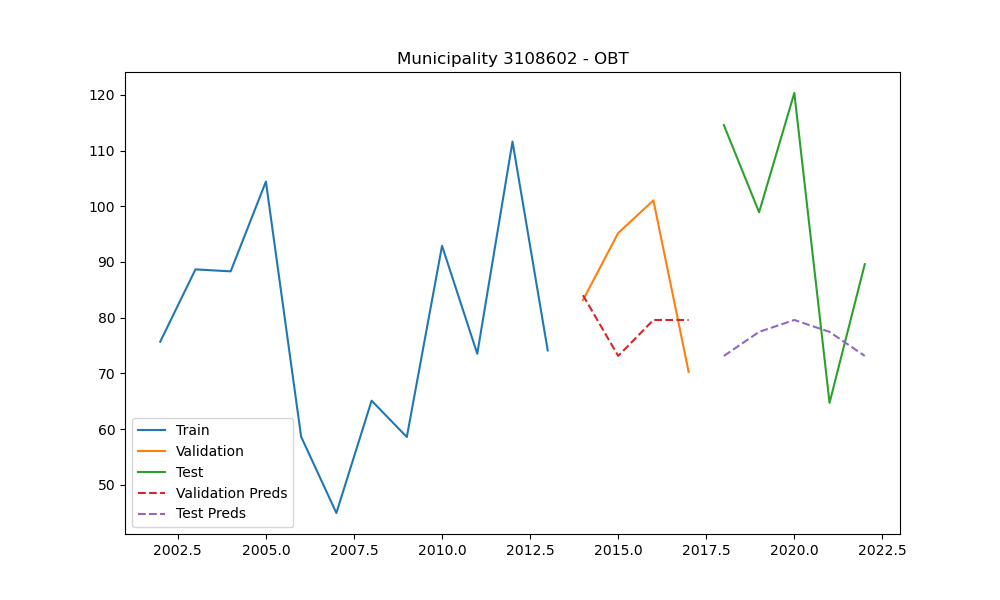 Municipality 3108602 - OBT
120
110
100
90
80
70
60
50
Train
Validation
Test
Validation Preds
Test Preds
2002.5 2005.0 2007.5 2010.0 2012.5 2015.0 2017.5 2020.0 2022.5